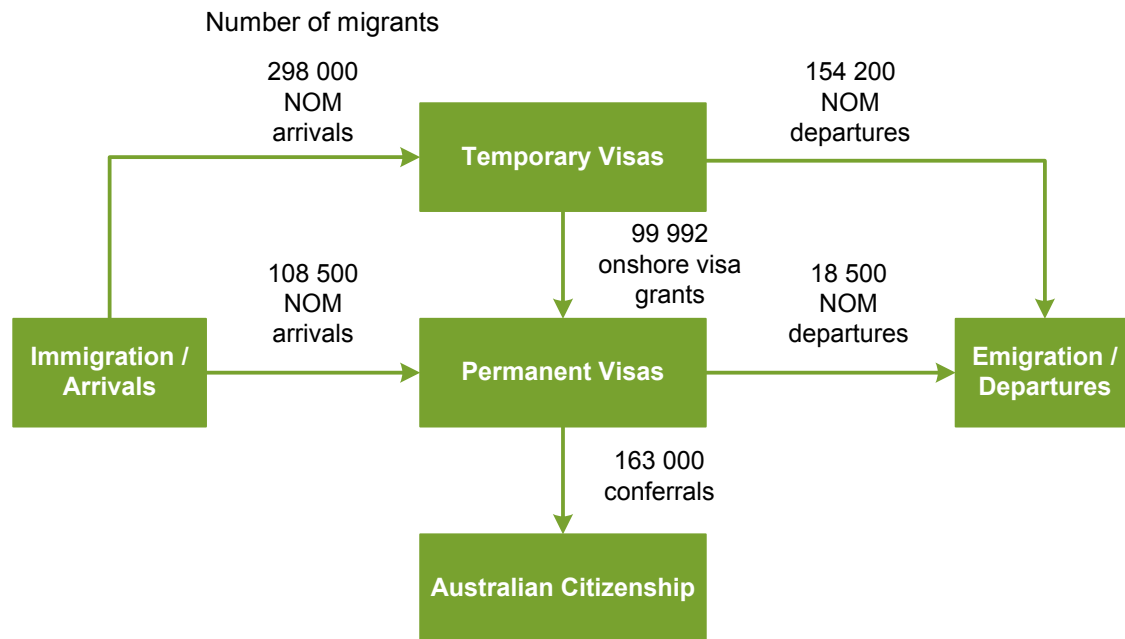 Number of migrants
298 000
NOM
arrivals
154 200
NOM
departures
Temporary Visas
99 992
onshore visa
grants
108 500
NOM
arrivals
18 500
NOM
departures
Immigration /
Arrivals
Permanent Visas
Emigration /
Departures
163 000
conferrals
Australian Citizenship